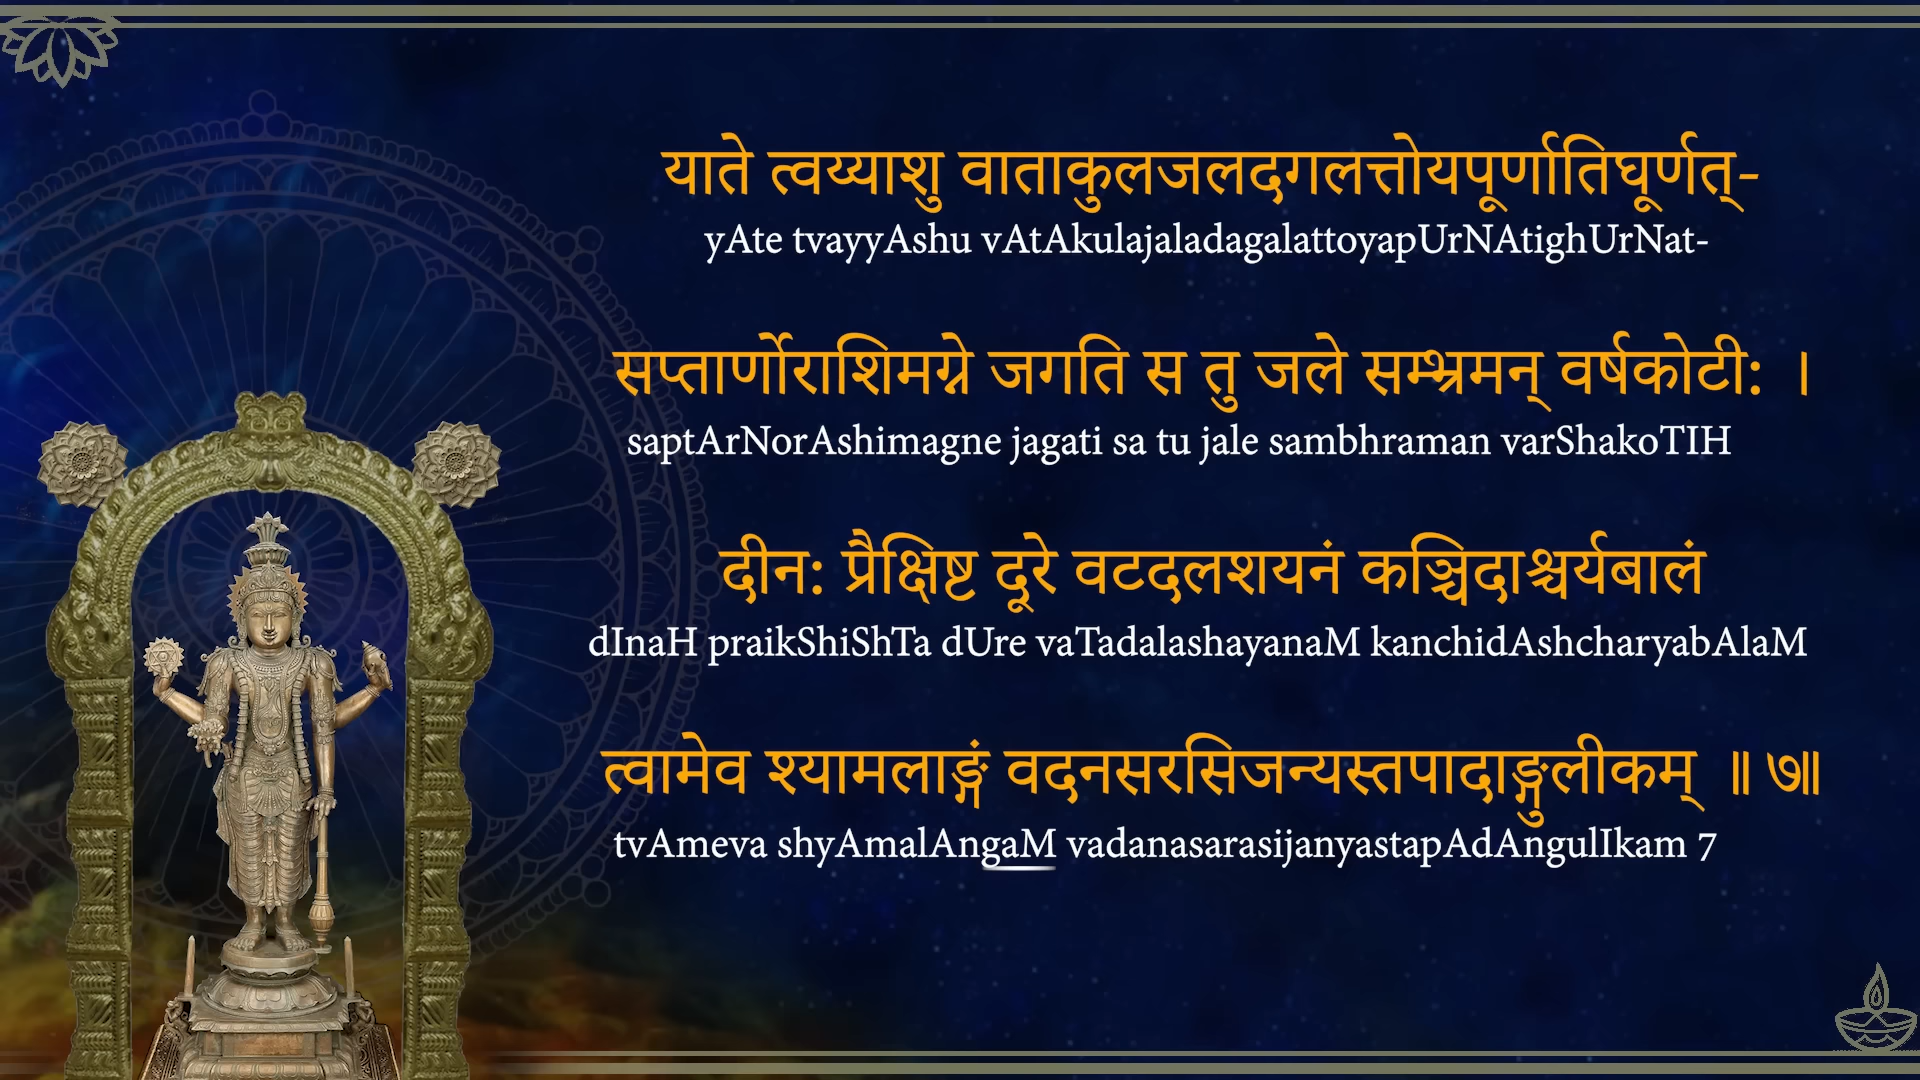 याते त्वय्याशु वाताकुलजलदगलत्तोयपूर्णातिघूर्णत्-
yAte tvayyAshu vAtAkulajaladagalattoyapUrNAtighUrNat-
सप्तार्णोराशिमग्ने जगति स तु जले सम्भ्रमन् वर्षकोटी: ।
saptArNorAshimagne jagati sa tu jale sambhraman varShakoTIH
दीन: प्रैक्षिष्ट दूरे वटदलशयनं कञ्चिदाश्चर्यबालं
dInaH praikShiShTa dUre vaTadalashayanaM kanchidAshcharyabAlaM
त्वामेव श्यामलाङ्गं वदनसरसिजन्यस्तपादाङ्गुलीकम् ॥ ७॥
tvAmeva shyAmalAngaM vadanasarasijanyastapAdAngulIkam 7